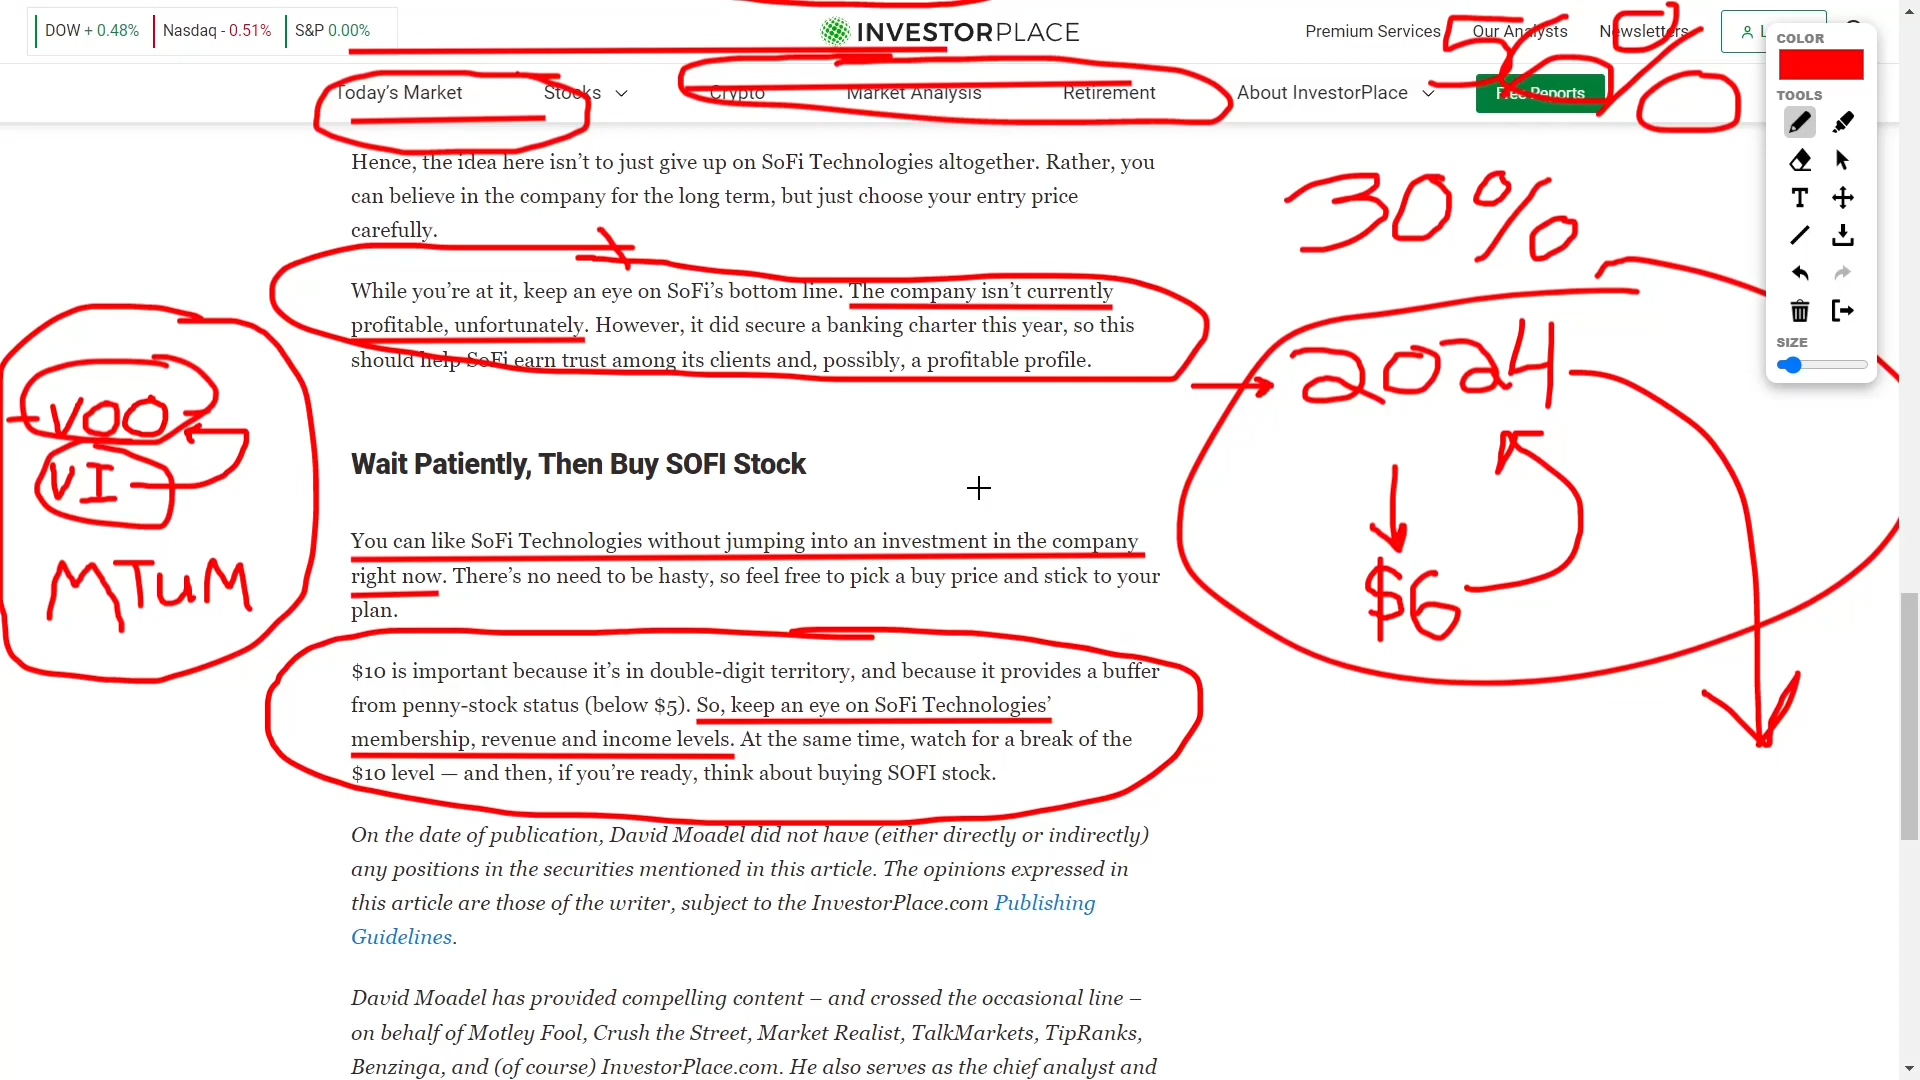 DOW + 0.48% Nasdaq - 0.51% S&P 0.00%
INVESTORPLACE
Premium Services Our Analysts Newsletters
Today's Market Stocks Crypto Market Analysis Retirement About InvestorPlace Free Reports
Hence, the idea here isn't to just give up on SoFi Technologies altogether. Rather, you
can believe in the company for the long term, but just choose your entry price
carefully.
While you're at it, keep an eye on SoFi's bottom line. The company isn't currently
profitable, unfortunately. However, it did secure a banking charter this year, so this
should help SoFi earn trust among its clients and, possibly, a profitable profile.
Wait Patiently, Then Buy SOFI Stock
You can like SoFi Technologies without jumping into an investment in the company
right now. There's no need to be hasty, so feel free to pick a buy price and stick to your
plan.
$10 is important because it's in double-digit territory, and because it provides a buffer
from penny-stock status (below $5). So, keep an eye on SoFi Technologies'
membership, revenue and income levels. At the same time, watch for a break of the
$10 level — and then, if you're ready, think about buying SOFI stock.
On the date of publication, David Moadel did not have (either directly or indirectly)
any positions in the securities mentioned in this article. The opinions expressed in
this article are those of the writer, subject to the InvestorPlace.com Publishing
Guidelines.
David Moadel has provided compelling content – and crossed the occasional line –
on behalf of Motley Fool, Crush the Street, Market Realist, TalkMarkets, TipRanks,
Benzinga, and (of course) InvestorPlace.com. He also serves as the chief analyst and
VOO
VI
MTUM
30%
2024
$6
COLOR
TOOLS
T
SIZE